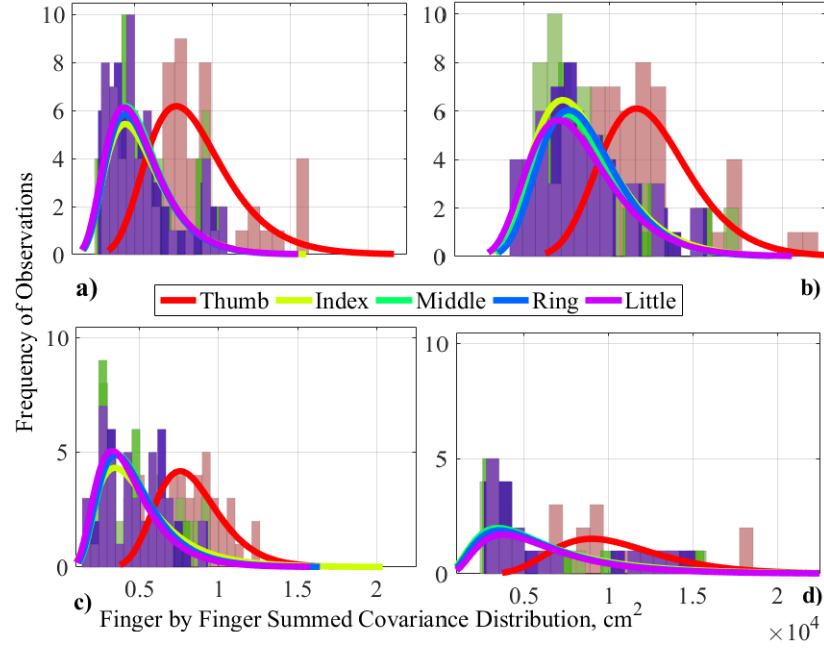 10
8
6
4
2
0
a)
10
8
6
4
2
0
b)
Frequency of Observations
Thumb Index Middle Ring Little
10
5
0
0.5 1 1.5 2
c)
10
5
0
0.5 1 1.5 2
d)
Finger by Finger Summed Covariance Distribution, cm²
×10⁴